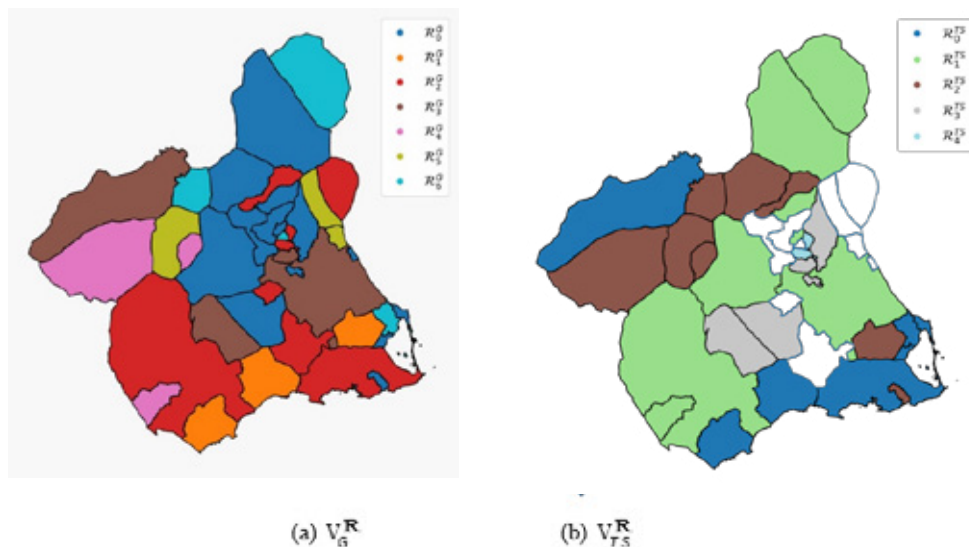 R_0^G
R_1^G
R_2^G
R_3^G
R_4^G
R_5^G
R_6^G
R_0^TS
R_1^TS
R_2^TS
R_3^TS
R_4^TS
(a) V_G^R
(b) V_TS^R